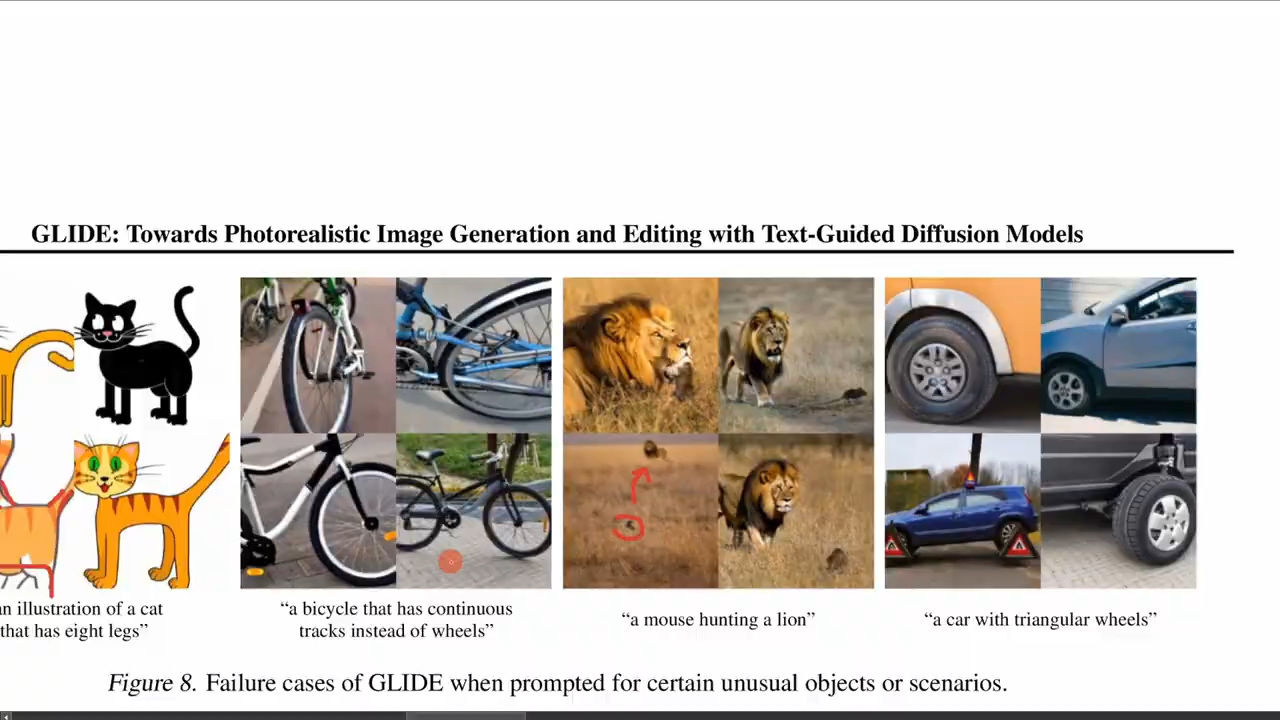 GLIDE: Towards Photorealistic Image Generation and Editing with Text-Guided Diffusion Models
an illustration of a cat
that has eight legs”
“a bicycle that has continuous
tracks instead of wheels”
“a mouse hunting a lion”
“a car with triangular wheels”
Figure 8. Failure cases of GLIDE when prompted for certain unusual objects or scenarios.